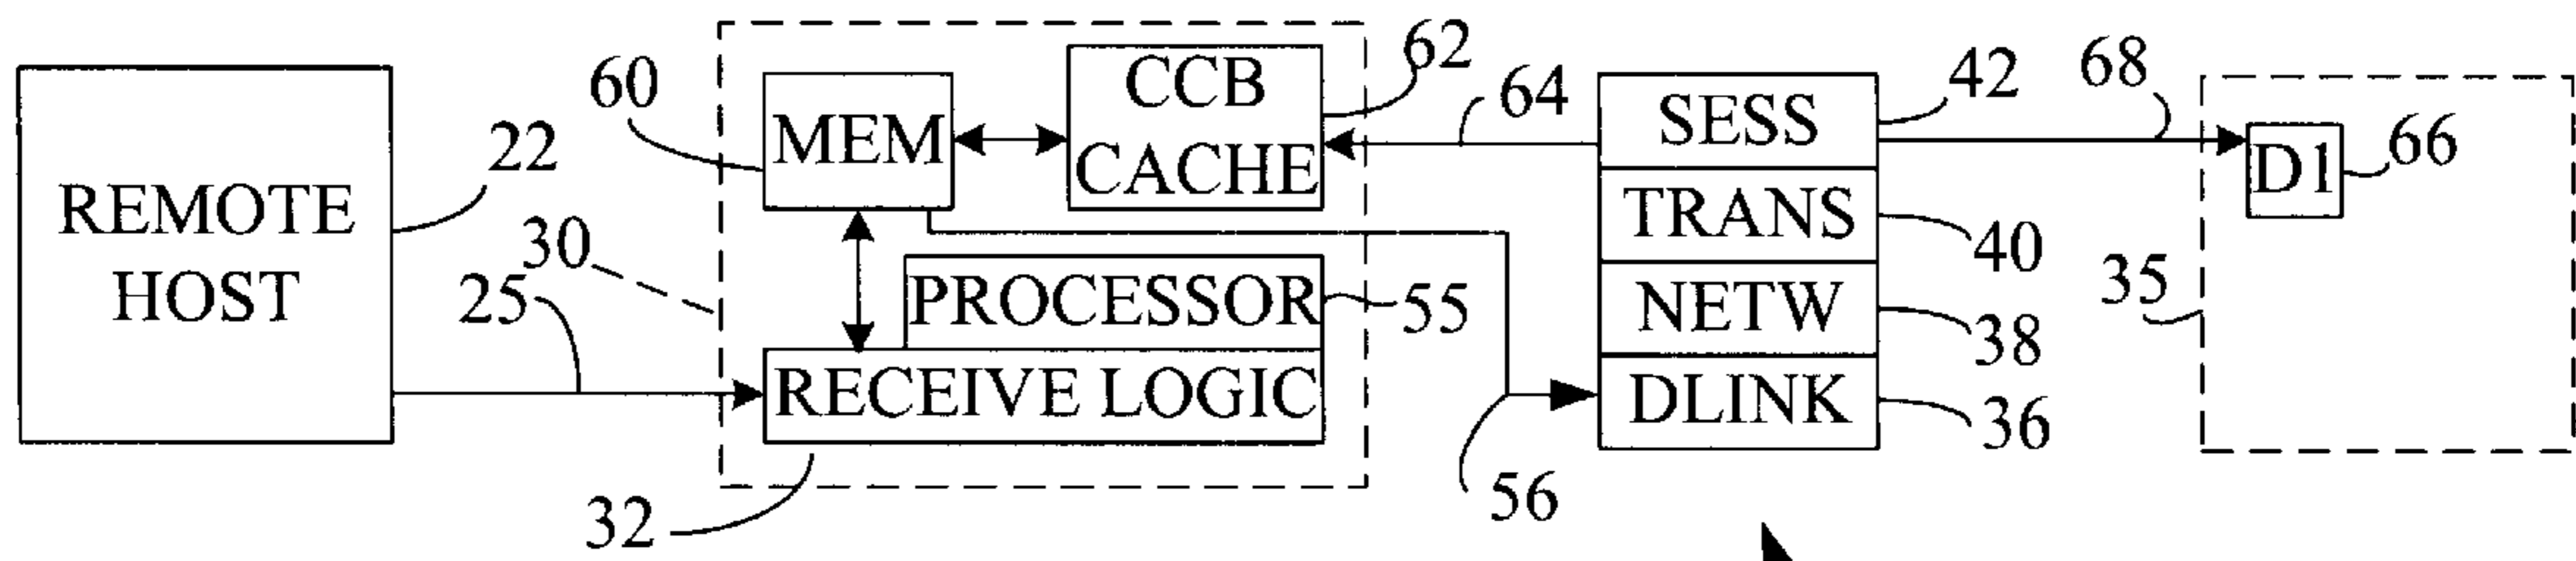 REMOTE
HOST
22
25
30
32
60
MEM
CCB
CACHE
62
PROCESSOR
55
RECEIVE LOGIC
64
56
SESS
42
TRANS
40
NETW
38
DLINK
36
68
D1
66
35